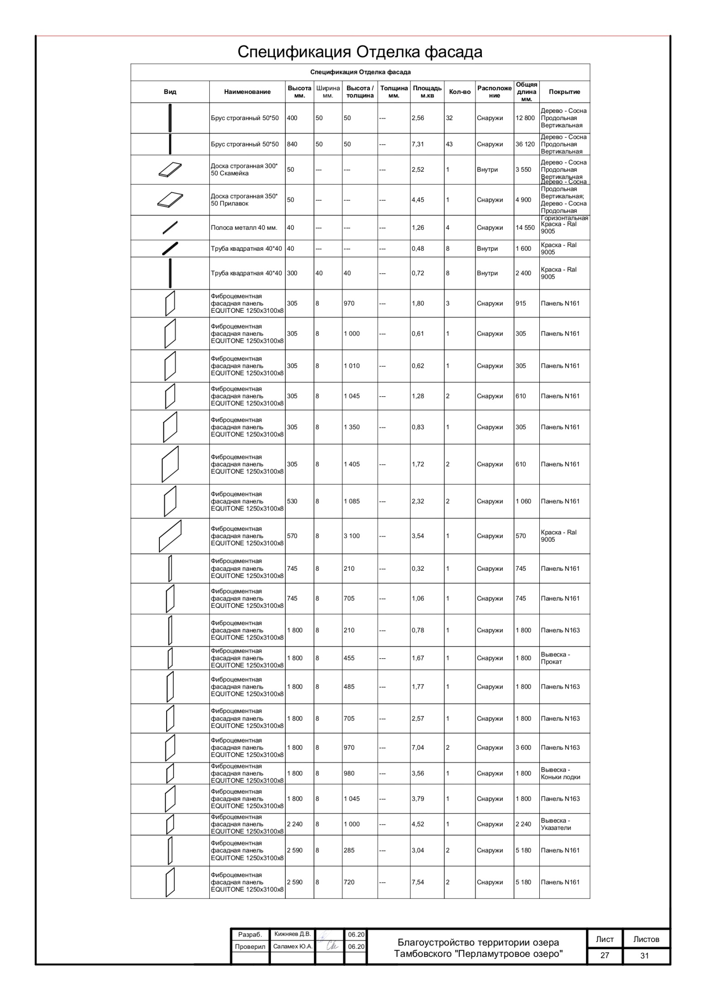 Спецификация Отделка фасада
Спецификация Отделка фасада
Вид Наименование Высота мм. Ширина мм. Высота / толщина Толщина мм. Площадь м.кв Кол-во Расположе ние Общяя длина мм. Покрытие
Брус строганный 50*50 400 50 50 --- 2,56 32 Снаружи 12 800 Дерево - Сосна Продольная Вертикальная
Брус строганный 50*50 840 50 50 --- 7,31 43 Снаружи 36 120 Дерево - Сосна Продольная Вертикальная
Доска строганная 300* 50 Скамейка 50 --- --- --- 2,52 1 Внутри 3 550 Дерево - Сосна Продольная Вертикальная
Доска строганная 350* 50 Прилавок 50 --- --- --- 4,45 1 Снаружи 4 900 Дерево - Сосна Продольная Вертикальная; Дерево - Сосна Продольная Горизонтальная
Полоса металл 40 мм. 40 --- --- --- 1,26 4 Снаружи 14 550 Краска - Ral 9005
Труба квадратная 40*40 40 --- --- --- 0,48 8 Внутри 1 600 Краска - Ral 9005
Труба квадратная 40*40 300 40 40 --- 0,72 8 Внутри 2 400 Краска - Ral 9005
Фиброцементная фасадная панель EQUITONE 1250x3100x8 305 8 970 --- 1,80 3 Снаружи 915 Панель N161
Фиброцементная фасадная панель EQUITONE 1250x3100x8 305 8 1 000 --- 0,61 1 Снаружи 305 Панель N161
Фиброцементная фасадная панель EQUITONE 1250x3100x8 305 8 1 010 --- 0,62 1 Снаружи 305 Панель N161
Фиброцементная фасадная панель EQUITONE 1250x3100x8 305 8 1 045 --- 1,28 2 Снаружи 610 Панель N161
Фиброцементная фасадная панель EQUITONE 1250x3100x8 305 8 1 350 --- 0,83 1 Снаружи 305 Панель N161
Фиброцементная фасадная панель EQUITONE 1250x3100x8 305 8 1 405 --- 1,72 2 Снаружи 610 Панель N161
Фиброцементная фасадная панель EQUITONE 1250x3100x8 530 8 1 085 --- 2,32 2 Снаружи 1 060 Панель N161
Фиброцементная фасадная панель EQUITONE 1250x3100x8 570 8 3 100 --- 3,54 1 Снаружи 570 Краска - Ral 9005
Фиброцементная фасадная панель EQUITONE 1250x3100x8 745 8 210 --- 0,32 1 Снаружи 745 Панель N161
Фиброцементная фасадная панель EQUITONE 1250x3100x8 745 8 705 --- 1,06 1 Снаружи 745 Панель N161
Фиброцементная фасадная панель EQUITONE 1250x3100x8 1 800 8 210 --- 0,78 1 Снаружи 1 800 Панель N163
Фиброцементная фасадная панель EQUITONE 1250x3100x8 1 800 8 455 --- 1,67 1 Снаружи 1 800 Вывеска - Прокат
Фиброцементная фасадная панель EQUITONE 1250x3100x8 1 800 8 485 --- 1,77 1 Снаружи 1 800 Панель N163
Фиброцементная фасадная панель EQUITONE 1250x3100x8 1 800 8 705 --- 2,57 1 Снаружи 1 800 Панель N163
Фиброцементная фасадная панель EQUITONE 1250x3100x8 1 800 8 970 --- 7,04 2 Снаружи 3 600 Панель N163
Фиброцементная фасадная панель EQUITONE 1250x3100x8 1 800 8 980 --- 3,56 1 Снаружи 1 800 Вывеска - Коньки лодки
Фиброцементная фасадная панель EQUITONE 1250x3100x8 1 800 8 1 045 --- 3,79 1 Снаружи 1 800 Панель N163
Фиброцементная фасадная панель EQUITONE 1250x3100x8 2 240 8 1 000 --- 4,52 1 Снаружи 2 240 Вывеска - Указатели
Фиброцементная фасадная панель EQUITONE 1250x3100x8 2 590 8 285 --- 3,04 2 Снаружи 5 180 Панель N161
Фиброцементная фасадная панель EQUITONE 1250x3100x8 2 590 8 720 --- 7,54 2 Снаружи 5 180 Панель N161
Разраб. Кижняев Д.В. 06.20
Проверил Саламех Ю.А. 06.20
Благоустройство территории озера
Тамбовского "Перламутровое озеро"
Лист Листов
27 31